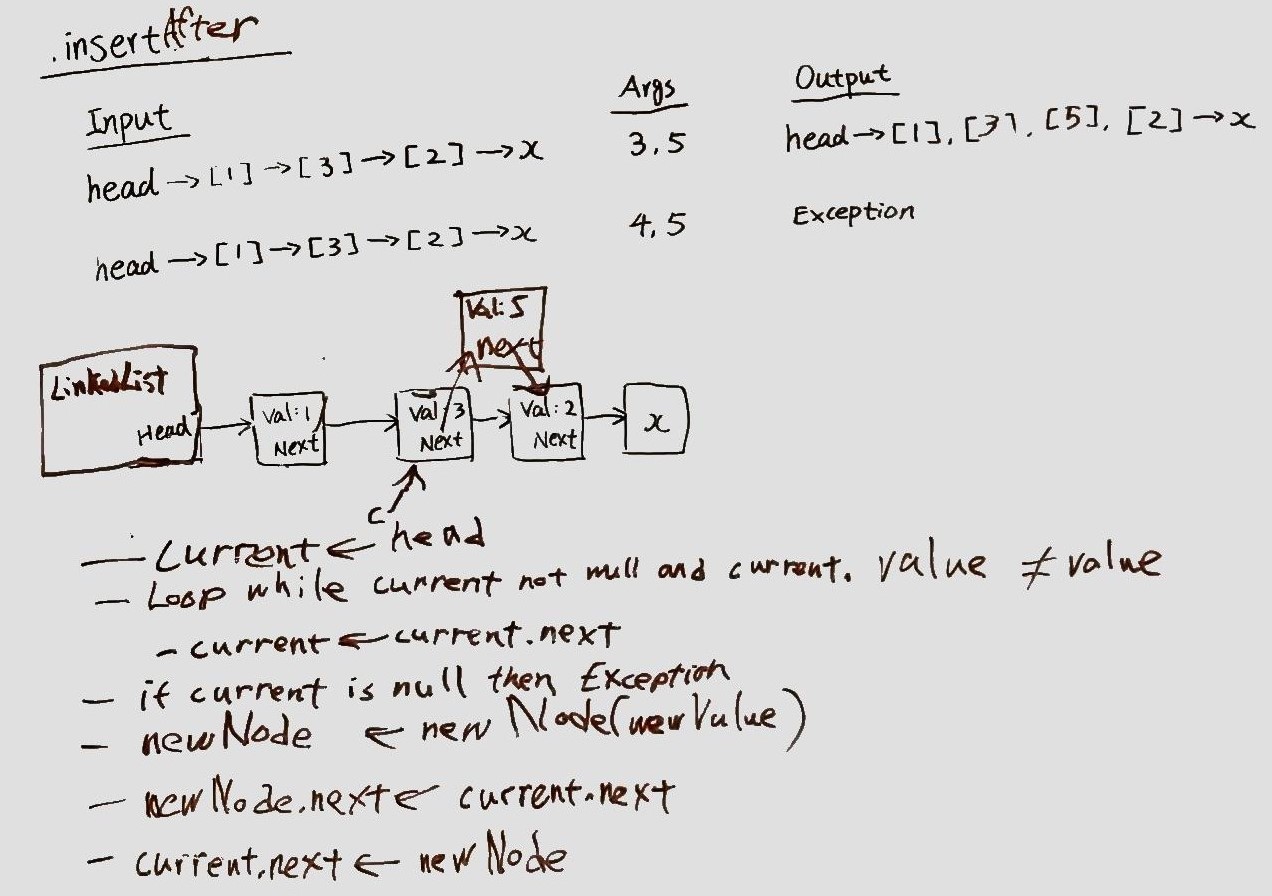 .insertAfter
Input Args Output
head → [1] → [3] → [2] → x 3, 5 head → [1], [3], [5], [2] → x
head → [1] → [3] → [2] → x 4, 5 Exception
Val: 5
next
LinkedList
Head
Val: 1
Next
Val: 3
Next
Val: 2
Next
x
C
— Current ← head
— Loop while current not null and current. value ≠ value
- current ← current.next
— if current is null then Exception
— newNode ← new Node(newValue)
— newNode.next ← current.next
— current.next ← newNode